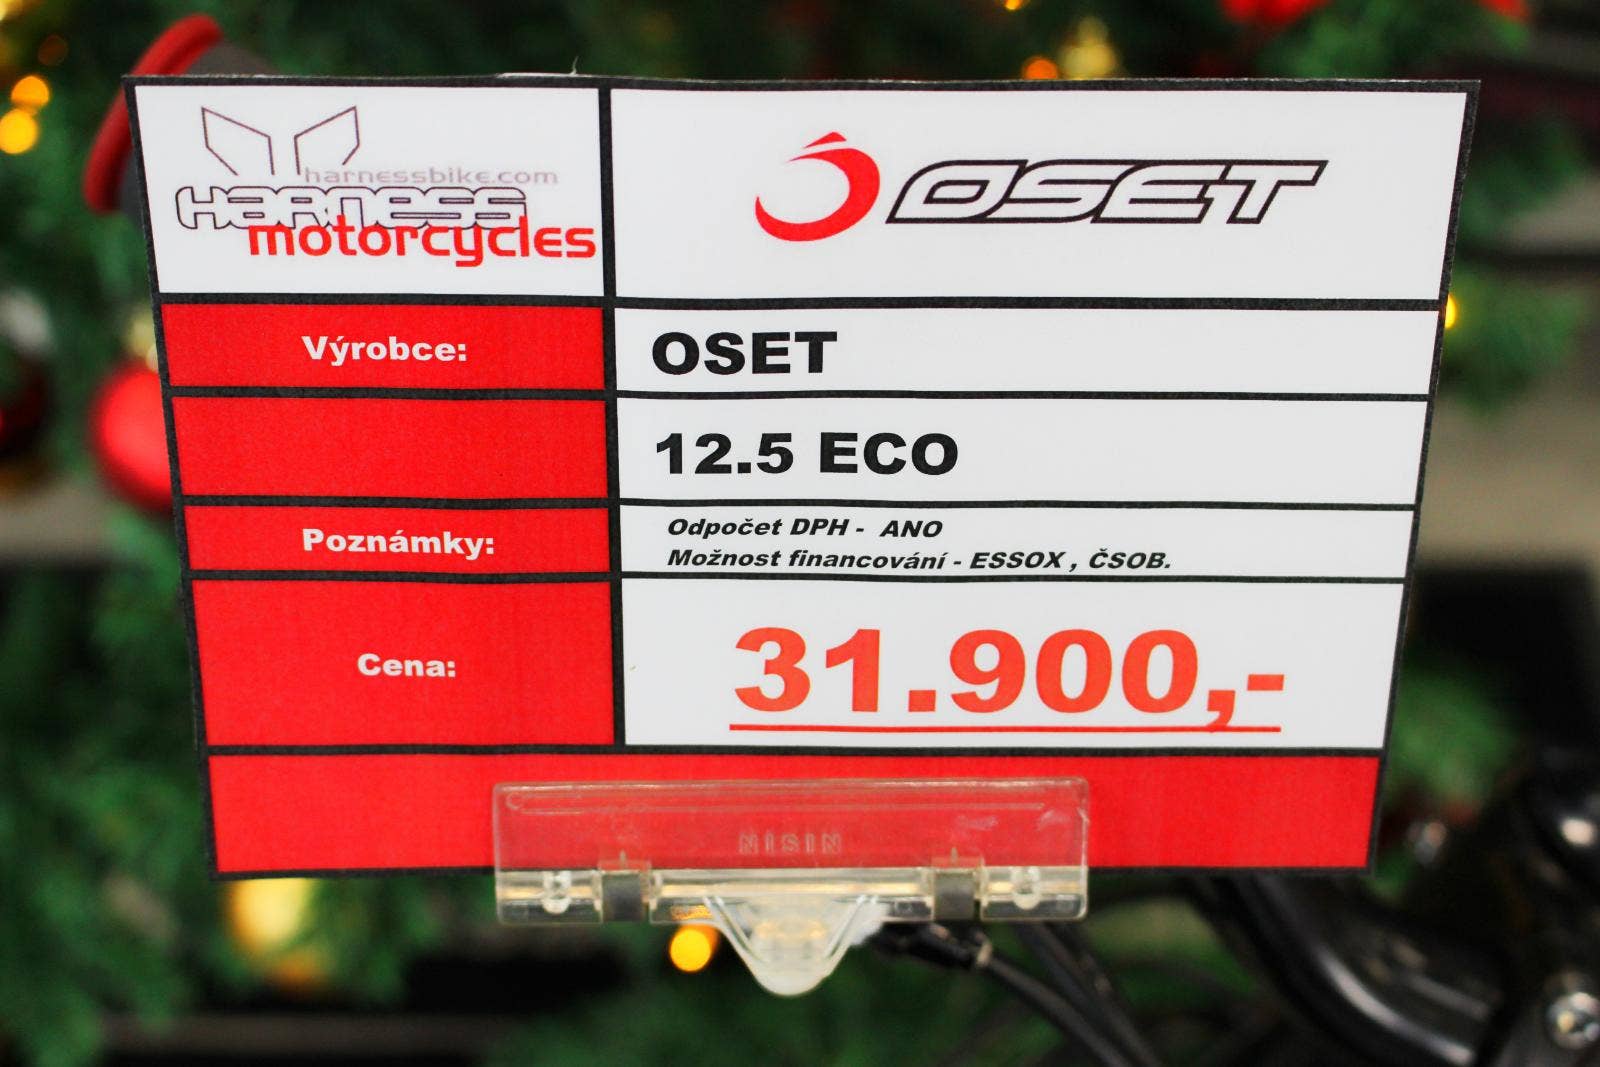 harnessbike.com
Harness
motorcycles
OSET
Výrobce:
OSET
12.5 ECO
Poznámky:
Odpočet DPH - ANO
Možnost financování - ESSOX , ČSOB.
Cena:
31.900,-
NISIN